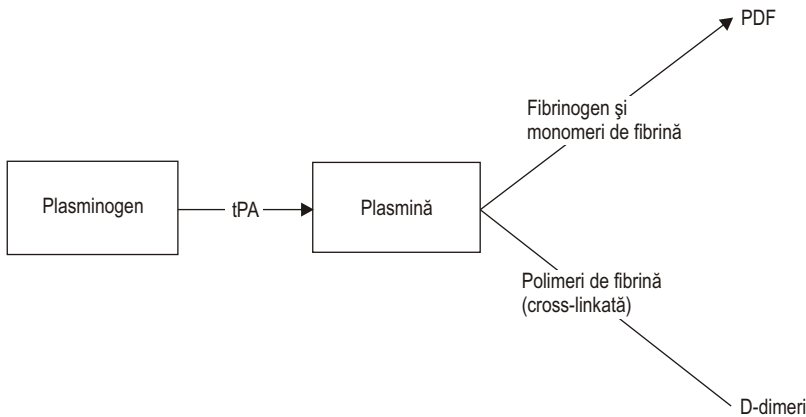 PDF
Fibrinogen şi
monomeri de fibrină
Plasminogen
tPA
Plasmină
Polimeri de fibrină
(cross-linkată)
D-dimeri